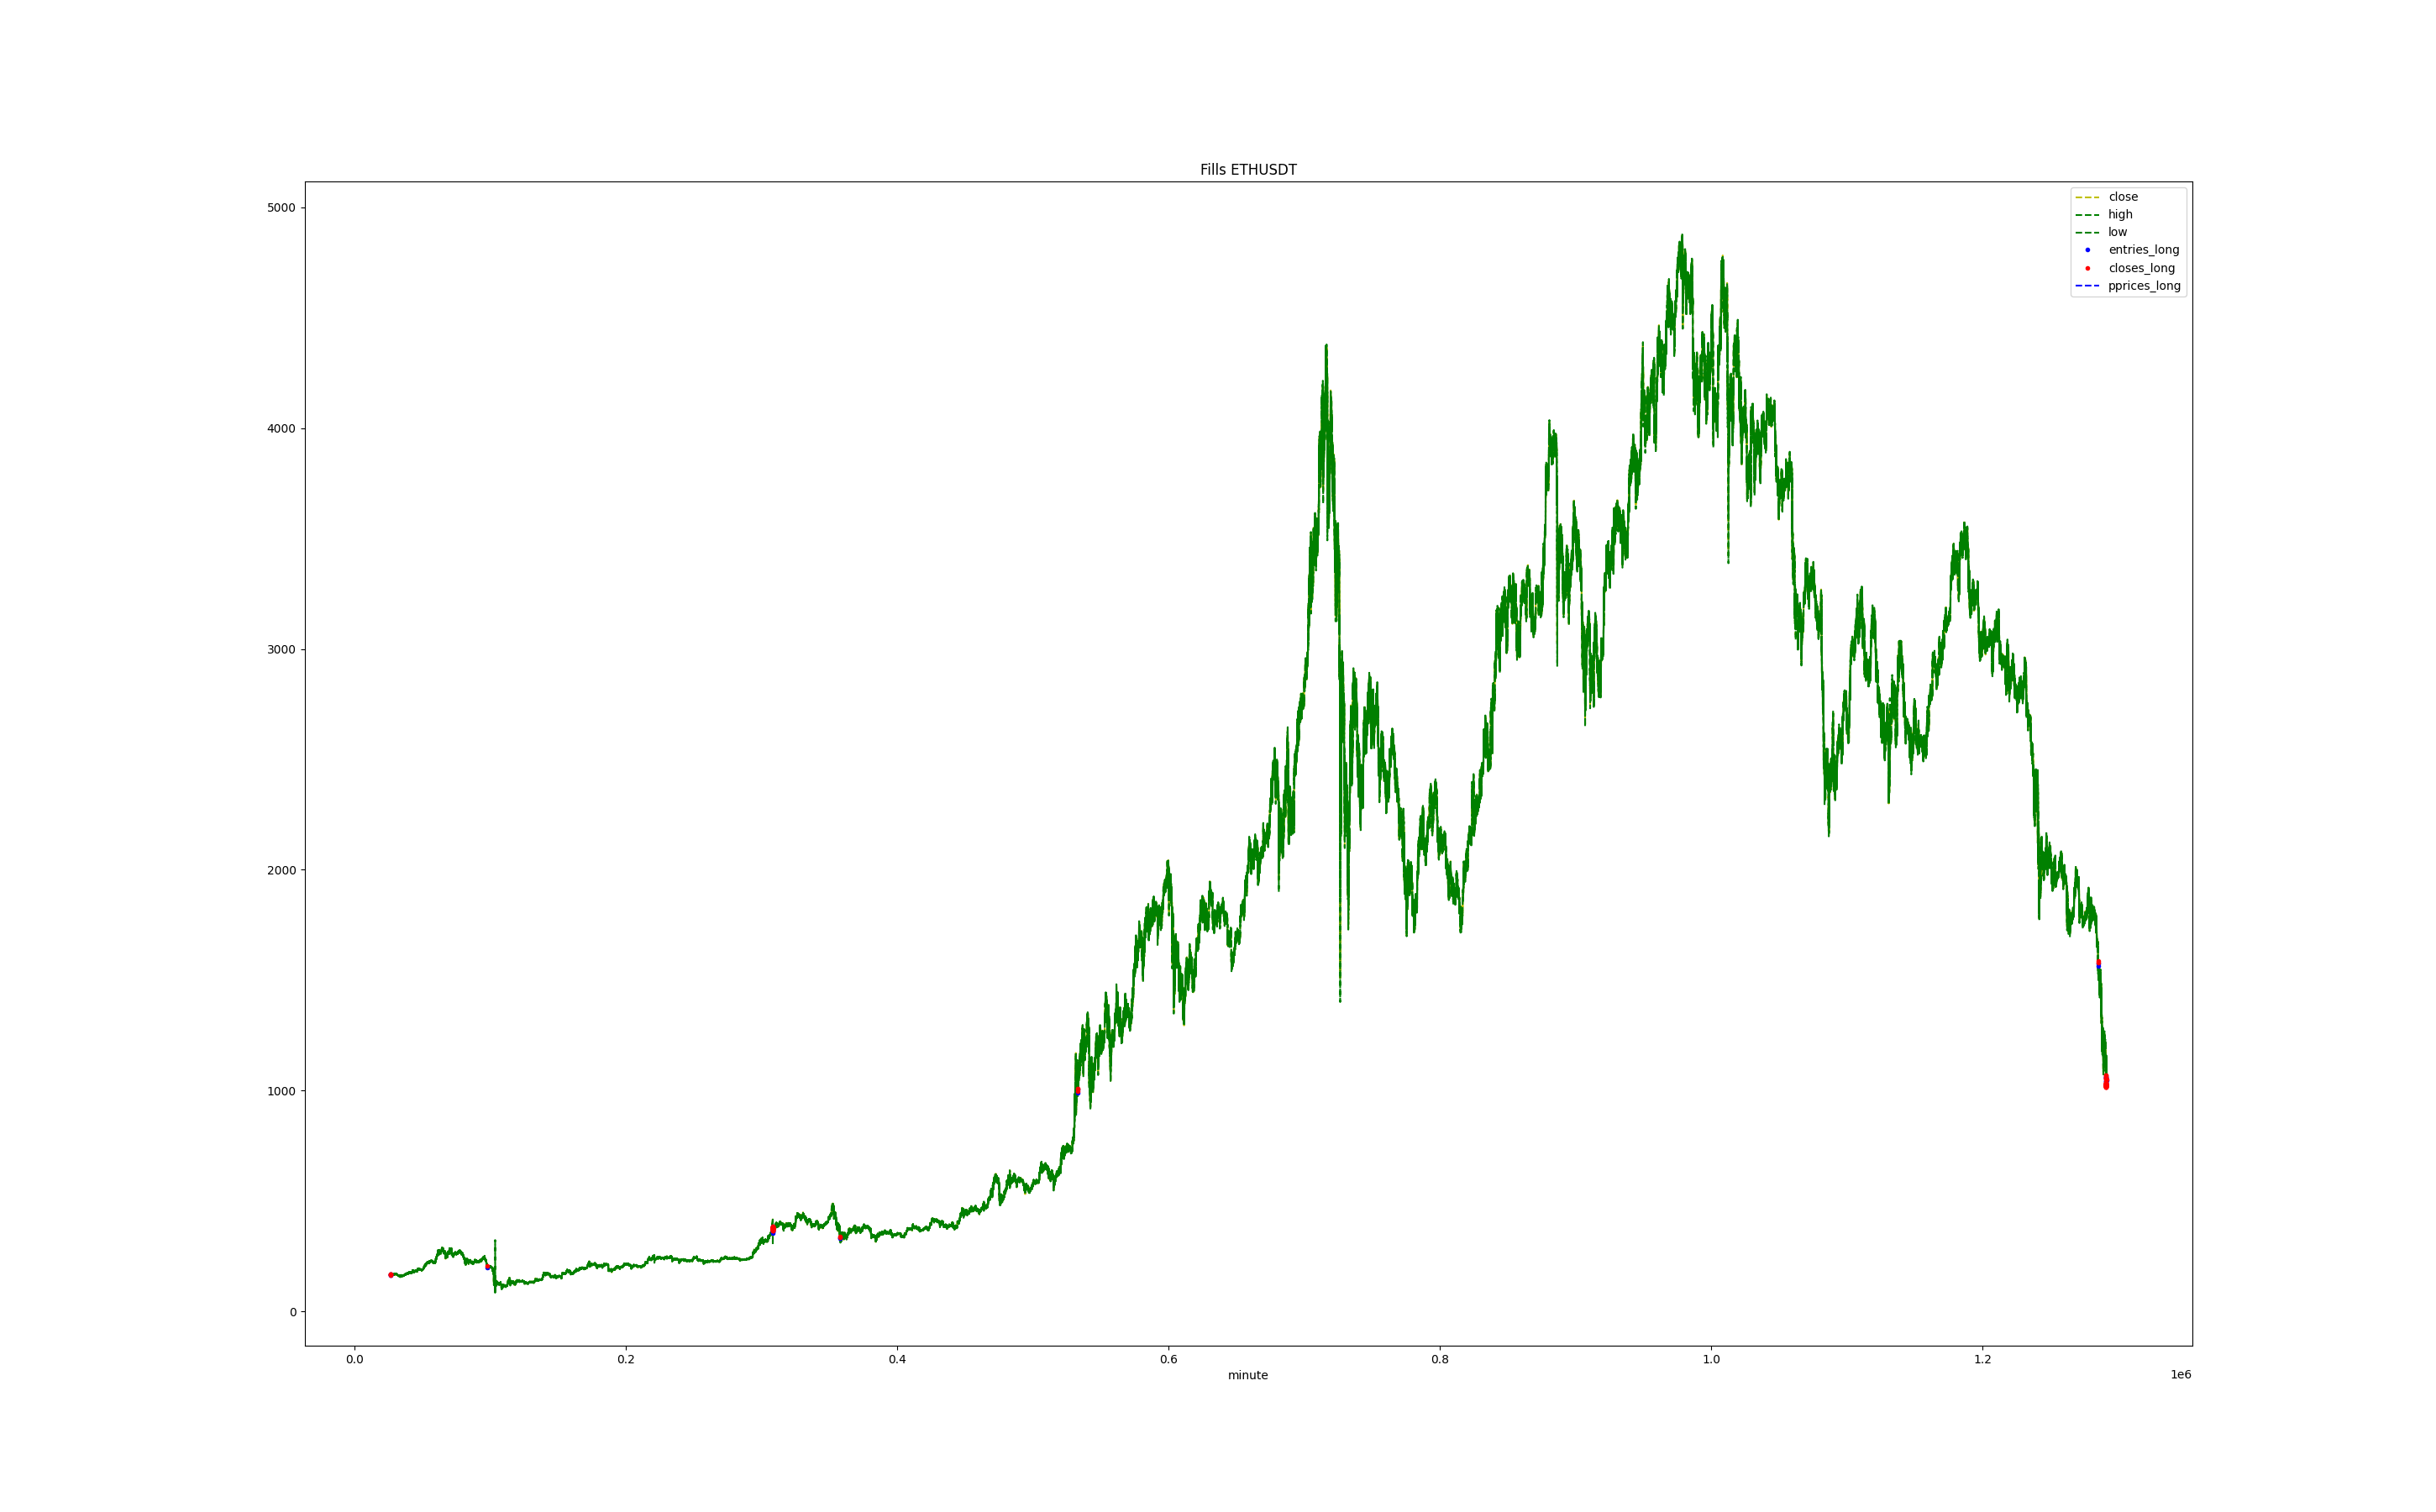 Fills ETHUSDT
close
high
low
entries_long
closes_long
pprices_long
5000
4000
3000
2000
1000
0
0.0 0.2 0.4 0.6 0.8 1.0 1.2
minute
1e6